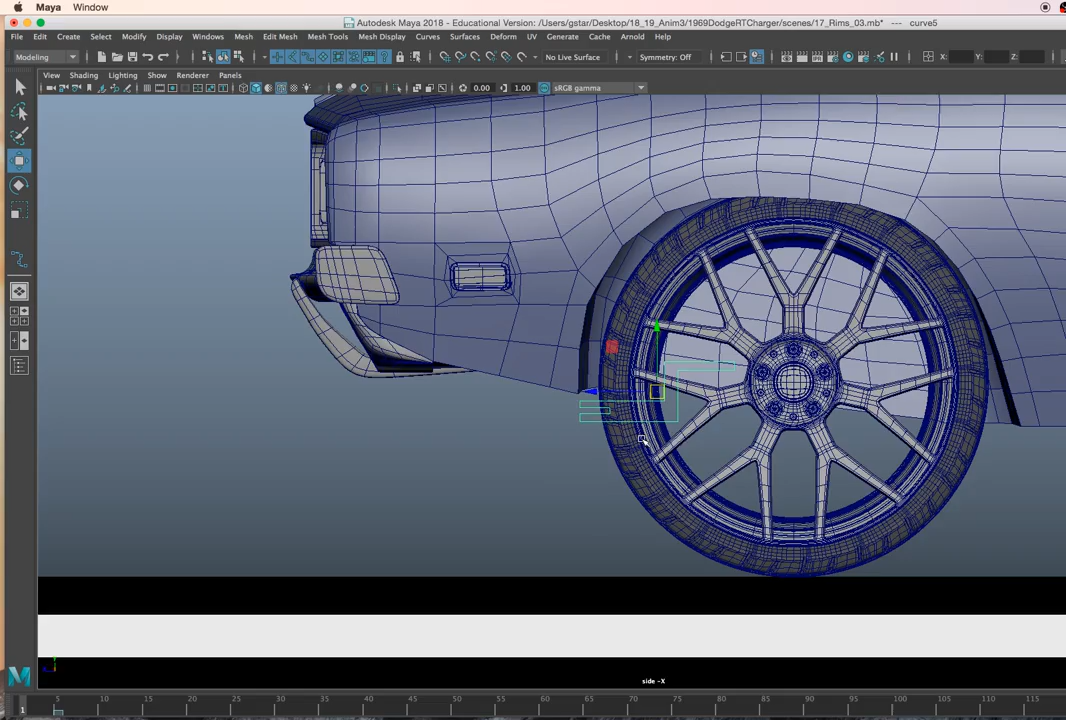 Maya Window
Autodesk Maya 2018 - Educational Version: /Users/gstar/Desktop/18_19_Anim3/1969DodgeRTCharger/scenes/17_Rims_03.mb* --- curve5
File Edit Create Select Modify Display Windows Mesh Edit Mesh Mesh Tools Mesh Display Curves Surfaces Deform UV Generate Cache Arnold Help
Modeling No Live Surface Symmetry: Off X: Y: Z:
View Shading Lighting Show Renderer Panels
0.00 1.00 sRGB gamma
side -X
1 5 10 15 20 25 30 35 40 45 50 55 60 65 70 75 80 85 90 95 100 105 110 115